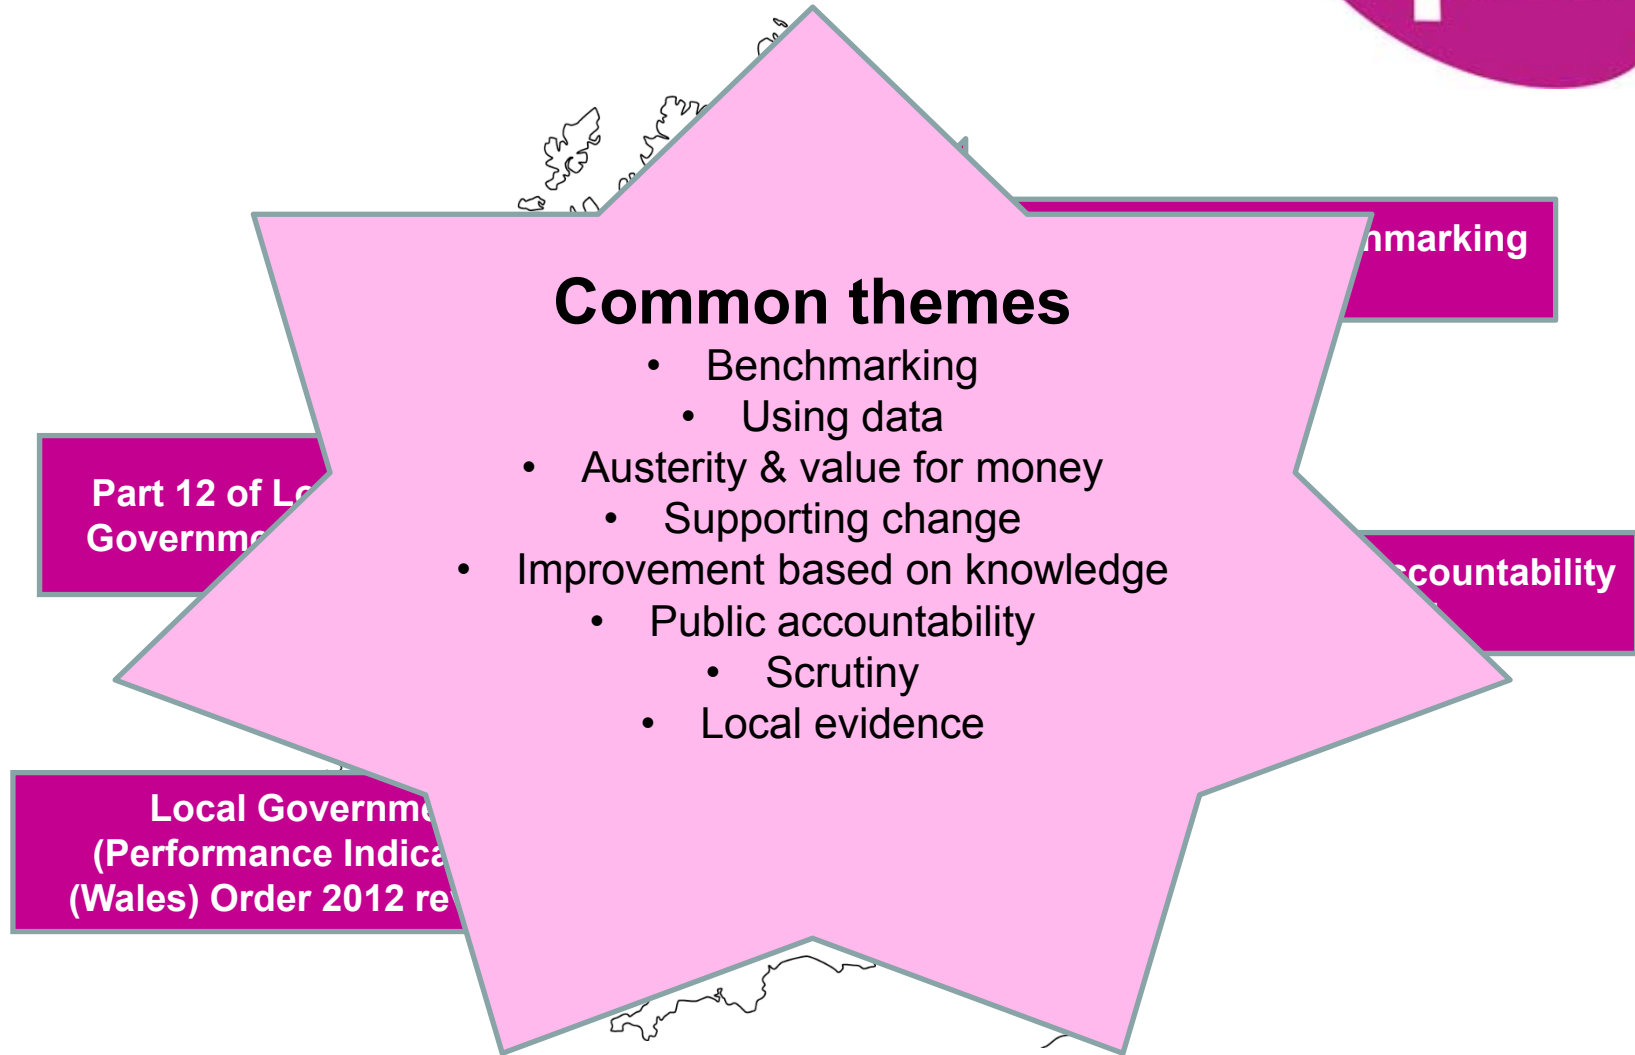 Common themes
• Benchmarking
• Using data
• Austerity & value for money
• Supporting change
• Improvement based on knowledge
• Public accountability
• Scrutiny
• Local evidence
hmarking
Part 12 of Lo
Governme
ccountability
Local Governme
(Performance Indica
(Wales) Order 2012 re